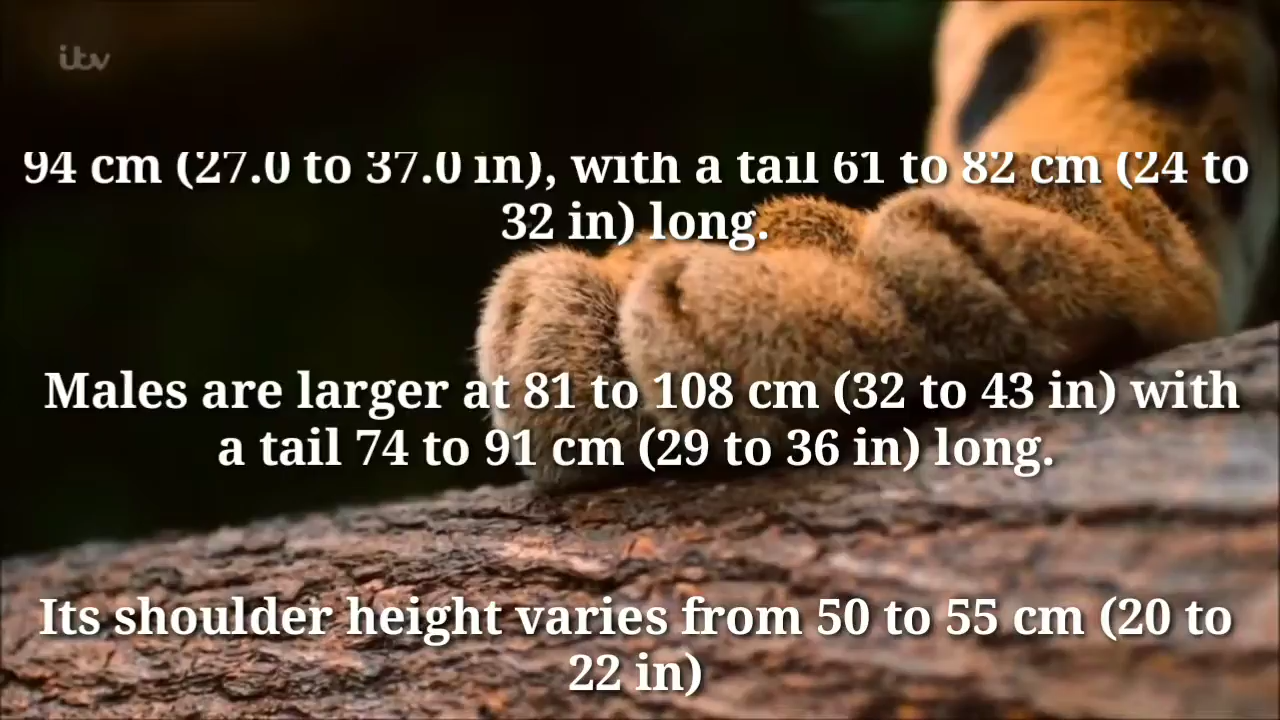 itv
94 cm (27.0 to 37.0 in), with a tail 61 to 82 cm (24 to
32 in) long.
Males are larger at 81 to 108 cm (32 to 43 in) with
a tail 74 to 91 cm (29 to 36 in) long.
Its shoulder height varies from 50 to 55 cm (20 to
22 in)